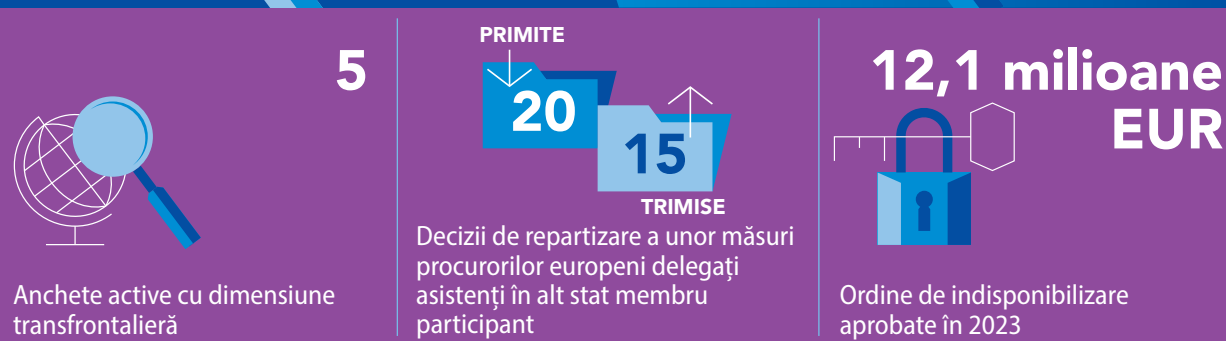 5
Anchete active cu dimensiune
transfrontalieră
PRIMITE
20
15
TRIMISE
Decizii de repartizare a unor măsuri
procurorilor europeni delegați
asistenți în alt stat membru
participant
12,1 milioane
EUR
Ordine de indisponibilizare
aprobate în 2023